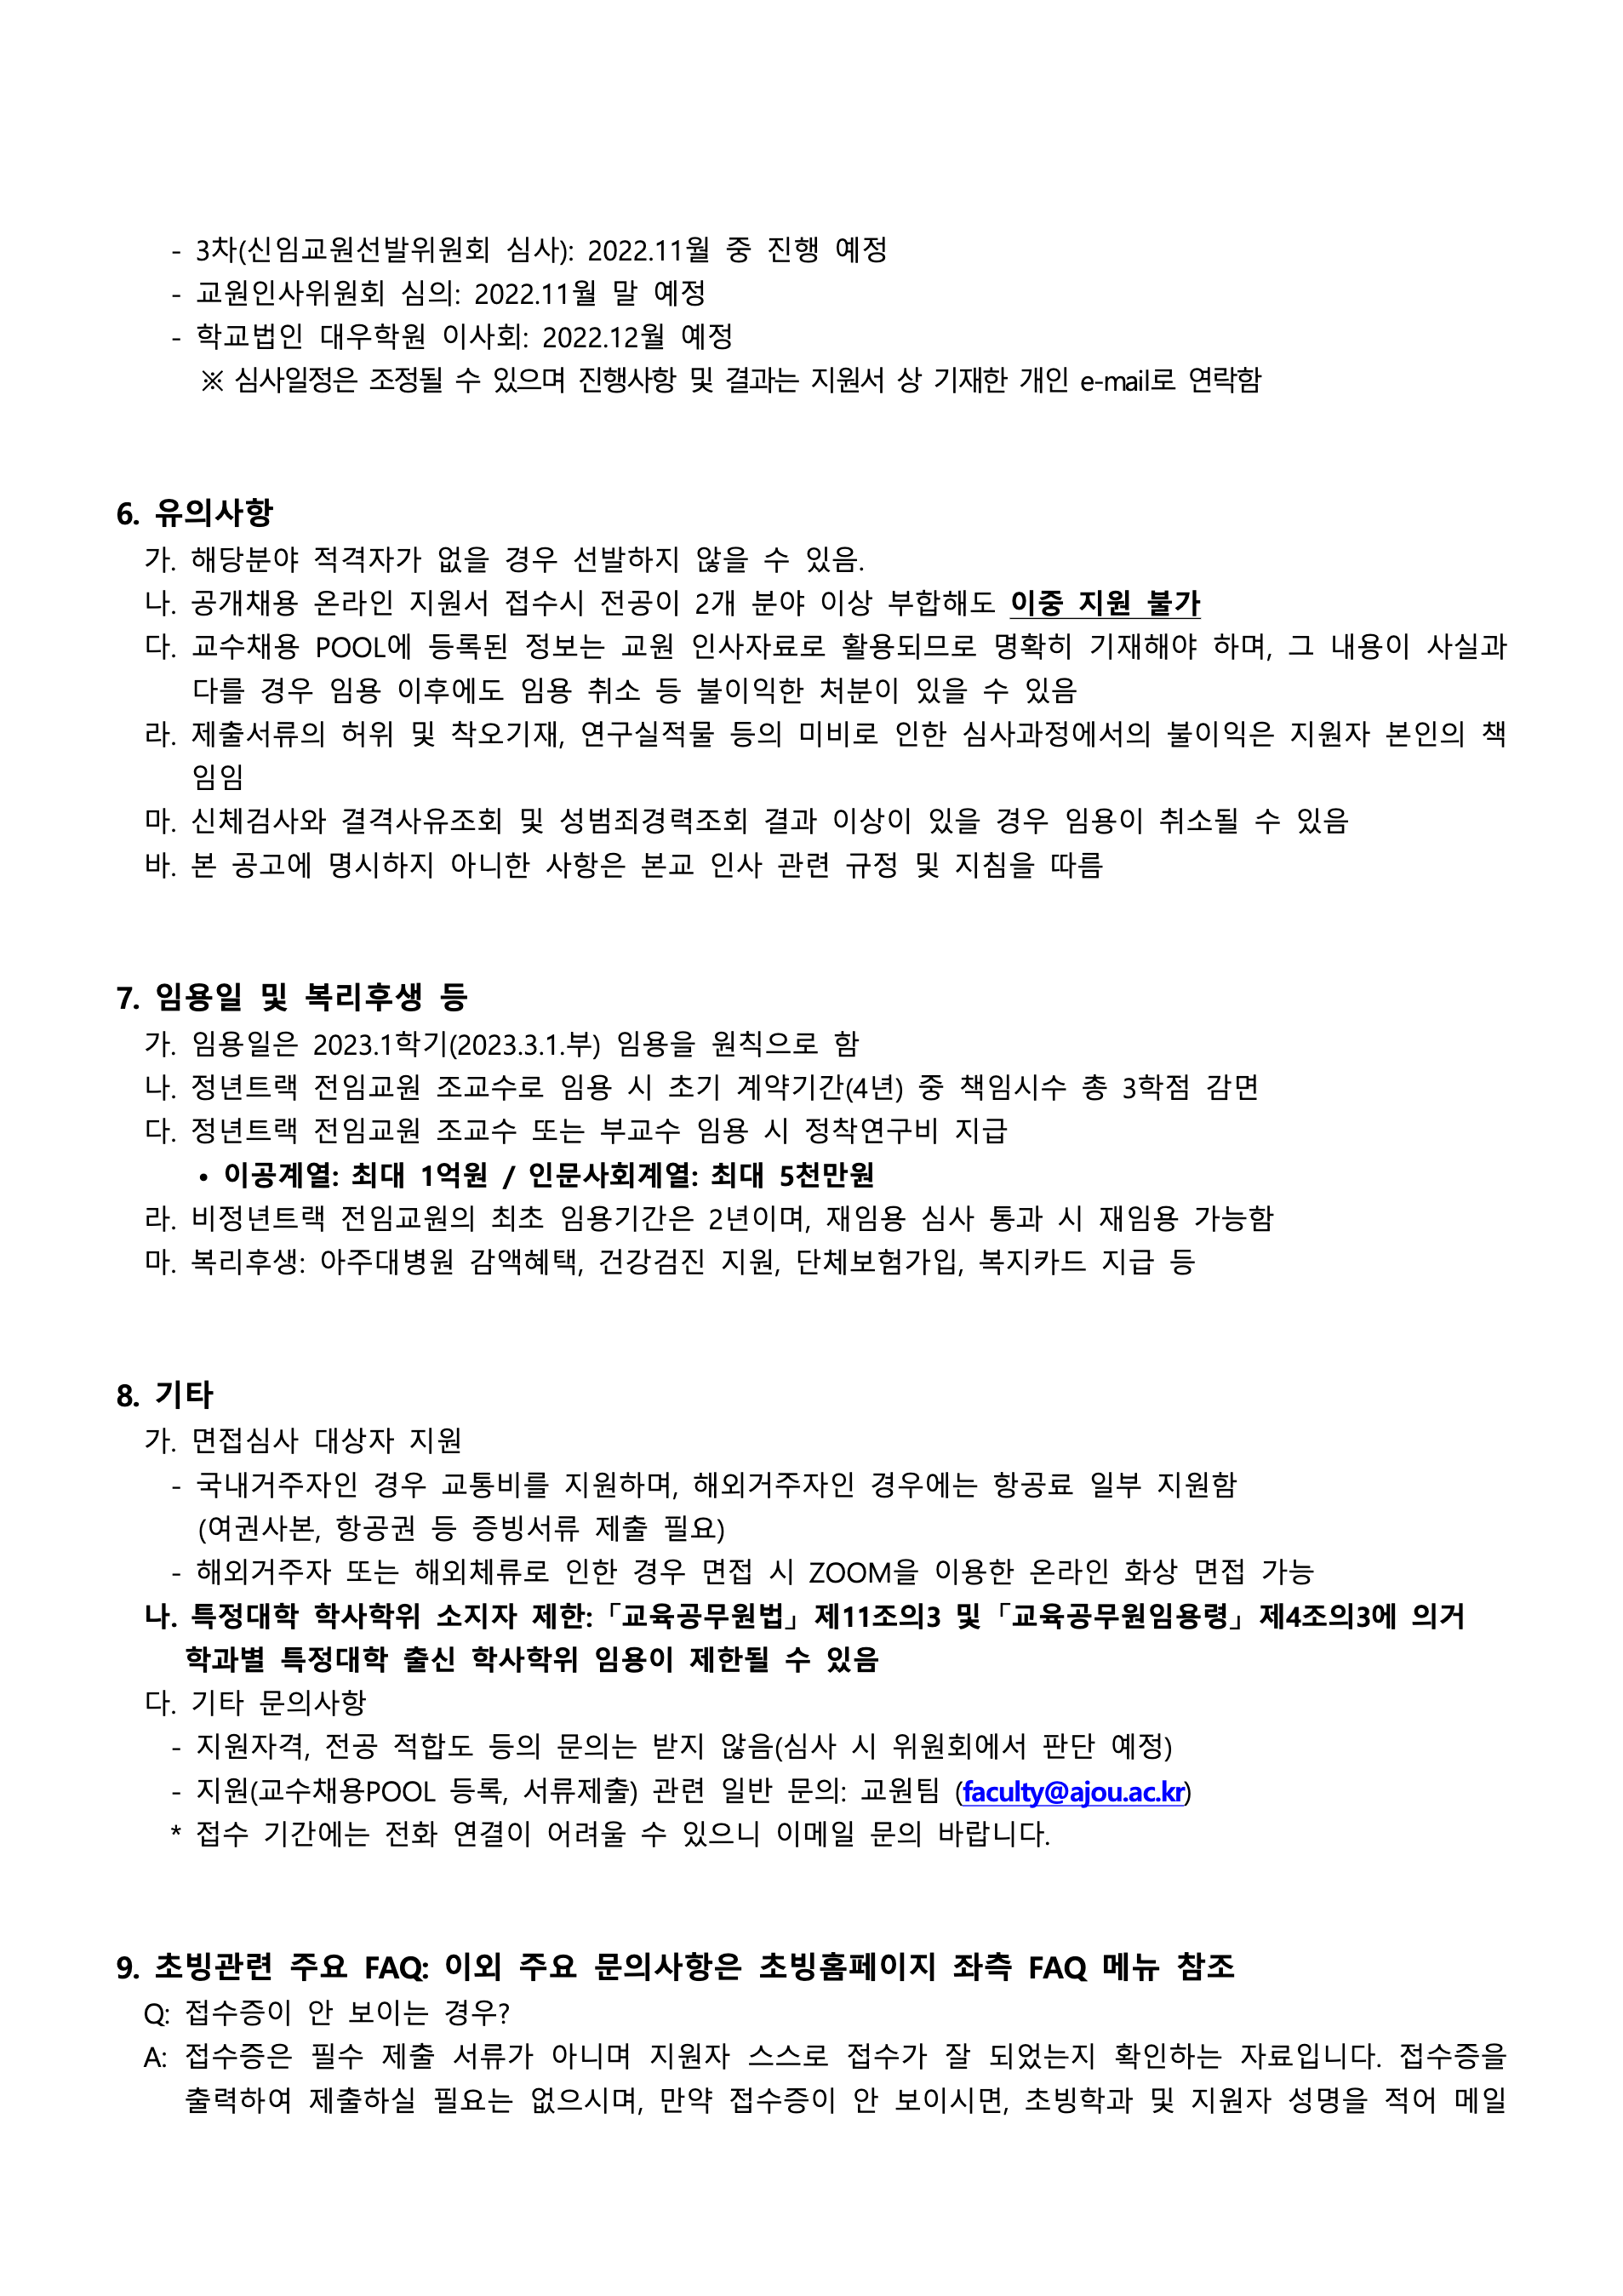 - 3차(신임교원선발위원회 심사): 2022.11월 중 진행 예정
- 교원인사위원회 심의: 2022.11월 말 예정
- 학교법인 대우학원 이사회: 2022.12월 예정
※ 심사일정은 조정될 수 있으며 진행사항 및 결과는 지원서 상 기재한 개인 e-mail로 연락함
6. 유의사항
가. 해당분야 적격자가 없을 경우 선발하지 않을 수 있음.
나. 공개채용 온라인 지원서 접수시 전공이 2개 분야 이상 부합해도 이중 지원 불가
다. 교수채용 POOL에 등록된 정보는 교원 인사자료로 활용되므로 명확히 기재해야 하며, 그 내용이 사실과
다를 경우 임용 이후에도 임용 취소 등 불이익한 처분이 있을 수 있음
라. 제출서류의 허위 및 착오기재, 연구실적물 등의 미비로 인한 심사과정에서의 불이익은 지원자 본인의 책
임임
마. 신체검사와 결격사유조회 및 성범죄경력조회 결과 이상이 있을 경우 임용이 취소될 수 있음
바. 본 공고에 명시하지 아니한 사항은 본교 인사 관련 규정 및 지침을 따름
7. 임용일 및 복리후생 등
가. 임용일은 2023.1학기(2023.3.1.부) 임용을 원칙으로 함
나. 정년트랙 전임교원 조교수로 임용 시 초기 계약기간(4년) 중 책임시수 총 3학점 감면
다. 정년트랙 전임교원 조교수 또는 부교수 임용 시 정착연구비 지급
• 이공계열: 최대 1억원 / 인문사회계열: 최대 5천만원
라. 비정년트랙 전임교원의 최초 임용기간은 2년이며, 재임용 심사 통과 시 재임용 가능함
마. 복리후생: 아주대병원 감액혜택, 건강검진 지원, 단체보험가입, 복지카드 지급 등
8. 기타
가. 면접심사 대상자 지원
- 국내거주자인 경우 교통비를 지원하며, 해외거주자인 경우에는 항공료 일부 지원함
(여권사본, 항공권 등 증빙서류 제출 필요)
- 해외거주자 또는 해외체류로 인한 경우 면접 시 ZOOM을 이용한 온라인 화상 면접 가능
나. 특정대학 학사학위 소지자 제한:「교육공무원법」제11조의3 및「교육공무원임용령」제4조의3에 의거
학과별 특정대학 출신 학사학위 임용이 제한될 수 있음
다. 기타 문의사항
- 지원자격, 전공 적합도 등의 문의는 받지 않음(심사 시 위원회에서 판단 예정)
- 지원(교수채용POOL 등록, 서류제출) 관련 일반 문의: 교원팀 (faculty@ajou.ac.kr)
* 접수 기간에는 전화 연결이 어려울 수 있으니 이메일 문의 바랍니다.
9. 초빙관련 주요 FAQ: 이외 주요 문의사항은 초빙홈페이지 좌측 FAQ 메뉴 참조
Q: 접수증이 안 보이는 경우?
A: 접수증은 필수 제출 서류가 아니며 지원자 스스로 접수가 잘 되었는지 확인하는 자료입니다. 접수증을
출력하여 제출하실 필요는 없으시며, 만약 접수증이 안 보이시면, 초빙학과 및 지원자 성명을 적어 메일